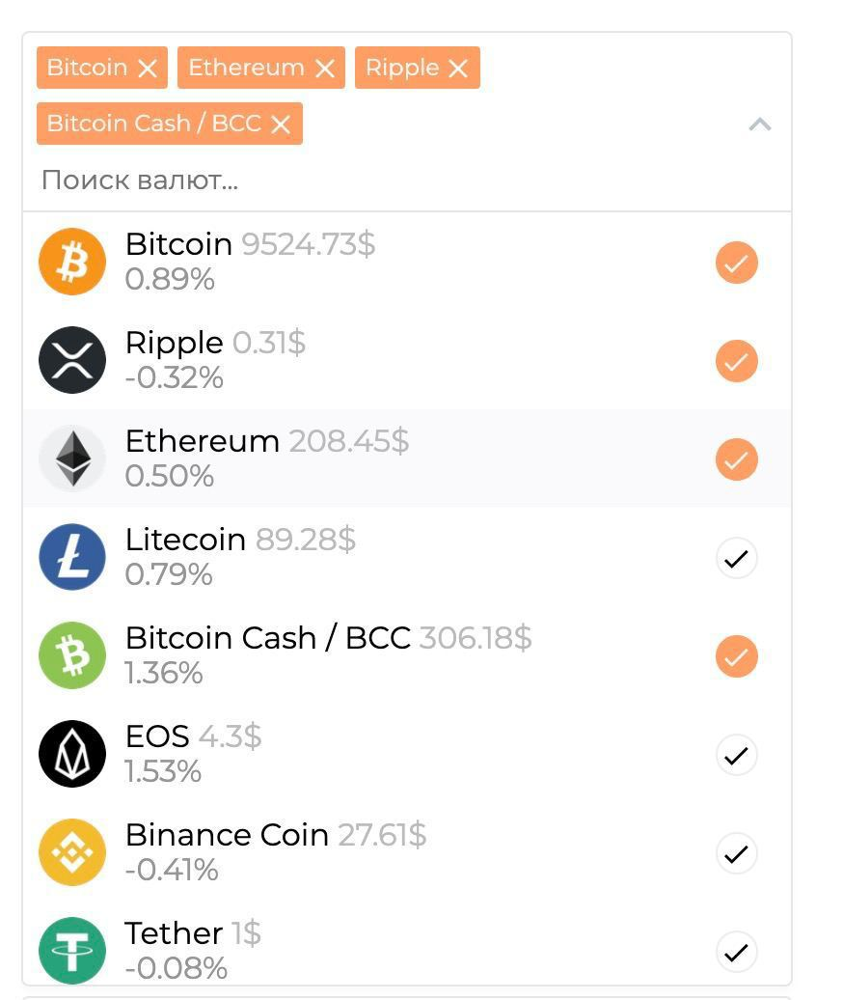 Bitcoin Ethereum Ripple
Bitcoin Cash / BCC
Поиск валют...
Bitcoin 9524.73$
0.89%
Ripple 0.31$
-0.32%
Ethereum 208.45$
0.50%
Litecoin 89.28$
0.79%
Bitcoin Cash / BCC 306.18$
1.36%
EOS 4.3$
1.53%
Binance Coin 27.61$
-0.41%
Tether 1$
-0.08%